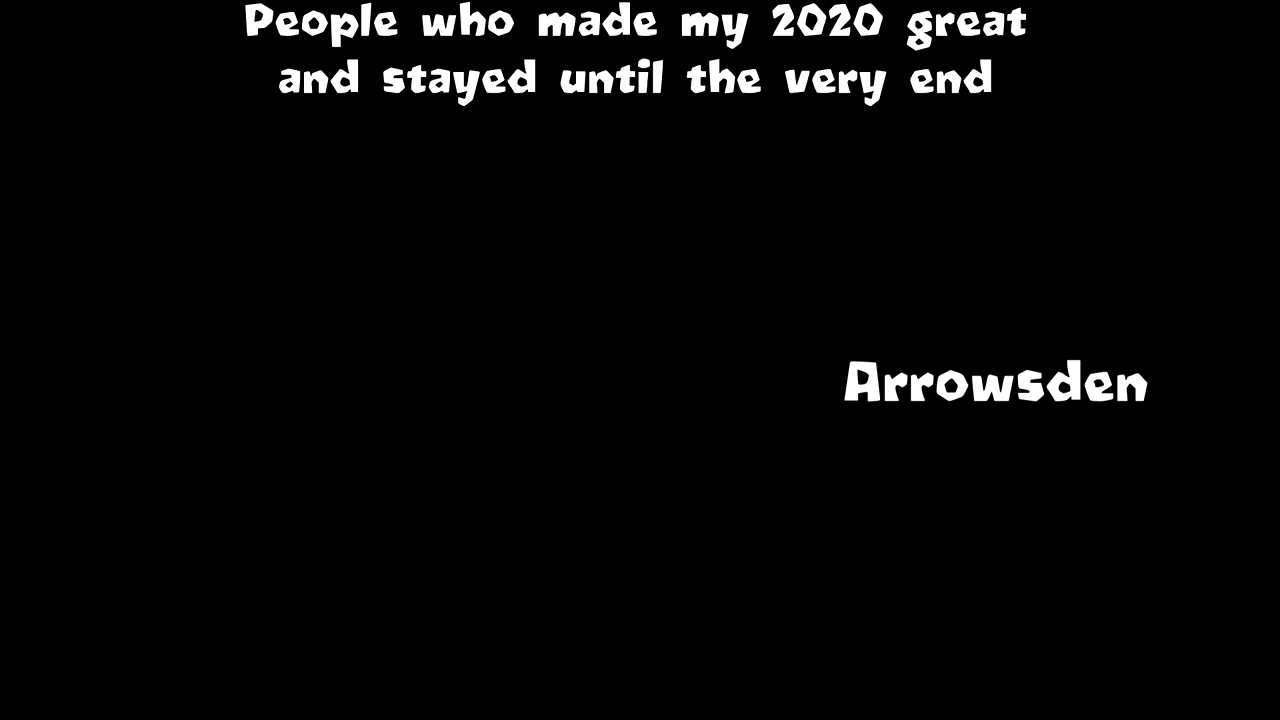 People who made my 2020 great
and stayed until the very end
Arrowsden